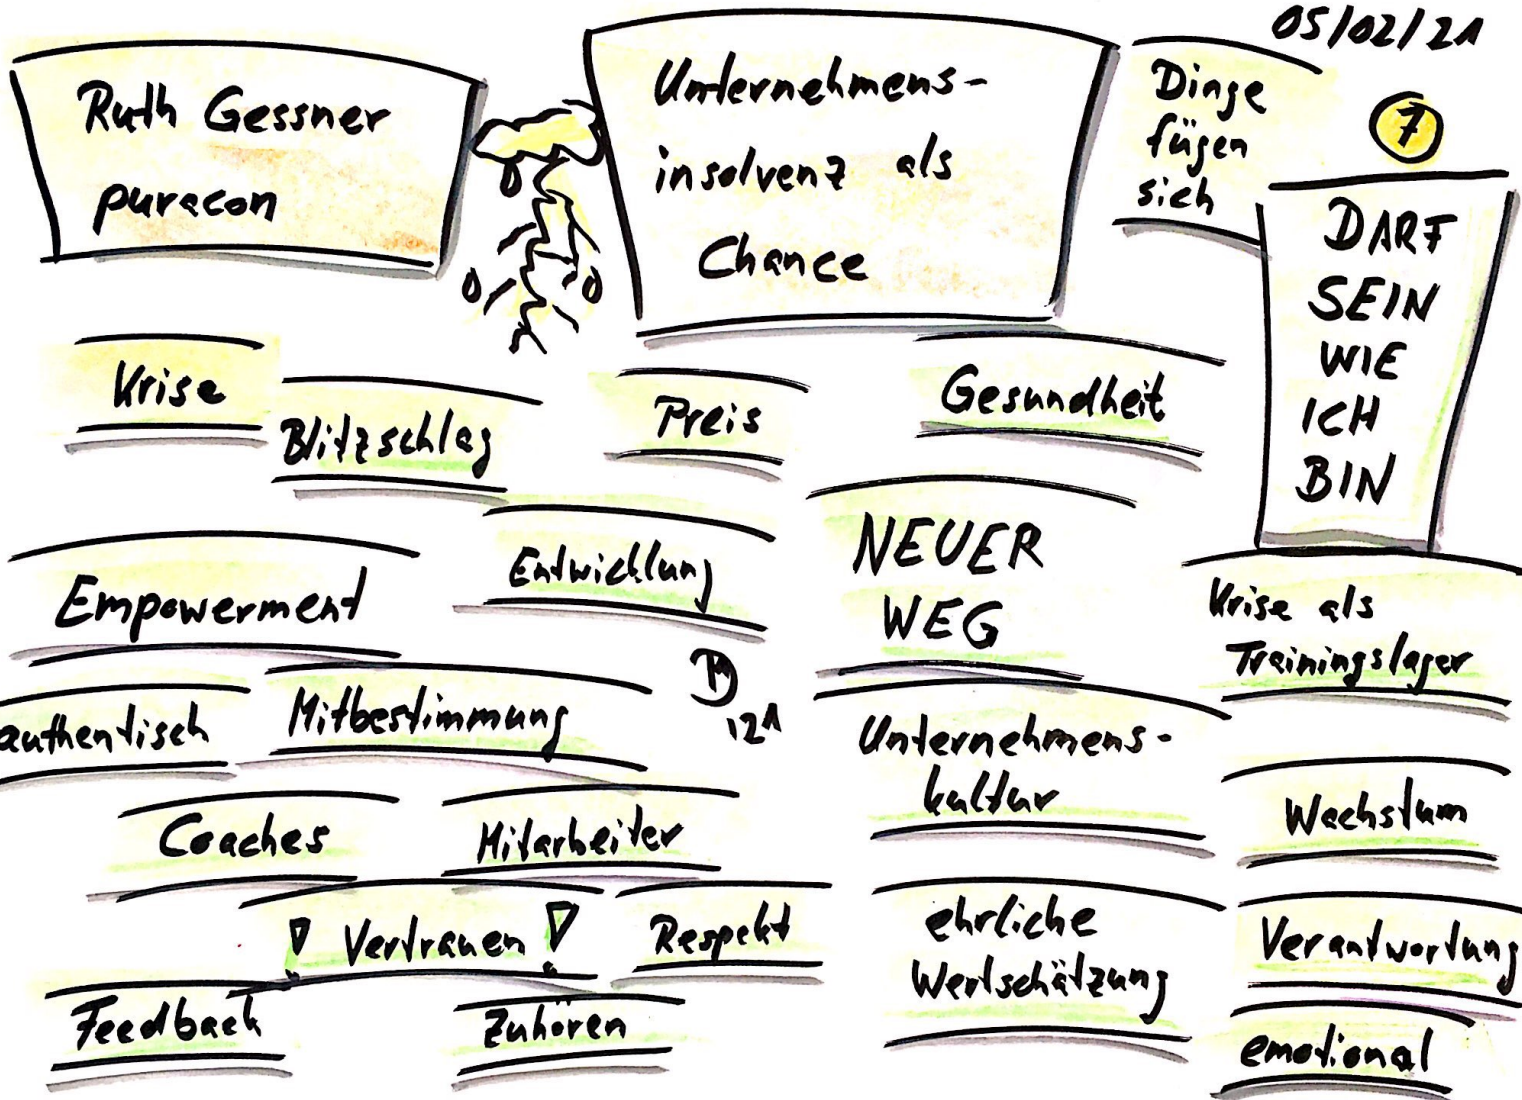 05/02/21
Ruth Gessner
puracon
Unternehmens-
insolvenz als
Chance
Dinge
fügen
sich
7
DARF
SEIN
WIE
ICH
BIN
Krise
Blitzschlag
Preis
Gesundheit
Empowerment
Entwicklung
NEUER
WEG
Krise als
Trainingslager
authentisch
Mitbestimmung
121
Unternehmens-
kultur
Wachstum
Coaches
Mitarbeiter
! Vertrauen !
Respekt
ehrliche
Wertschätzung
Verantwortung
Feedback
Zuhören
emotional